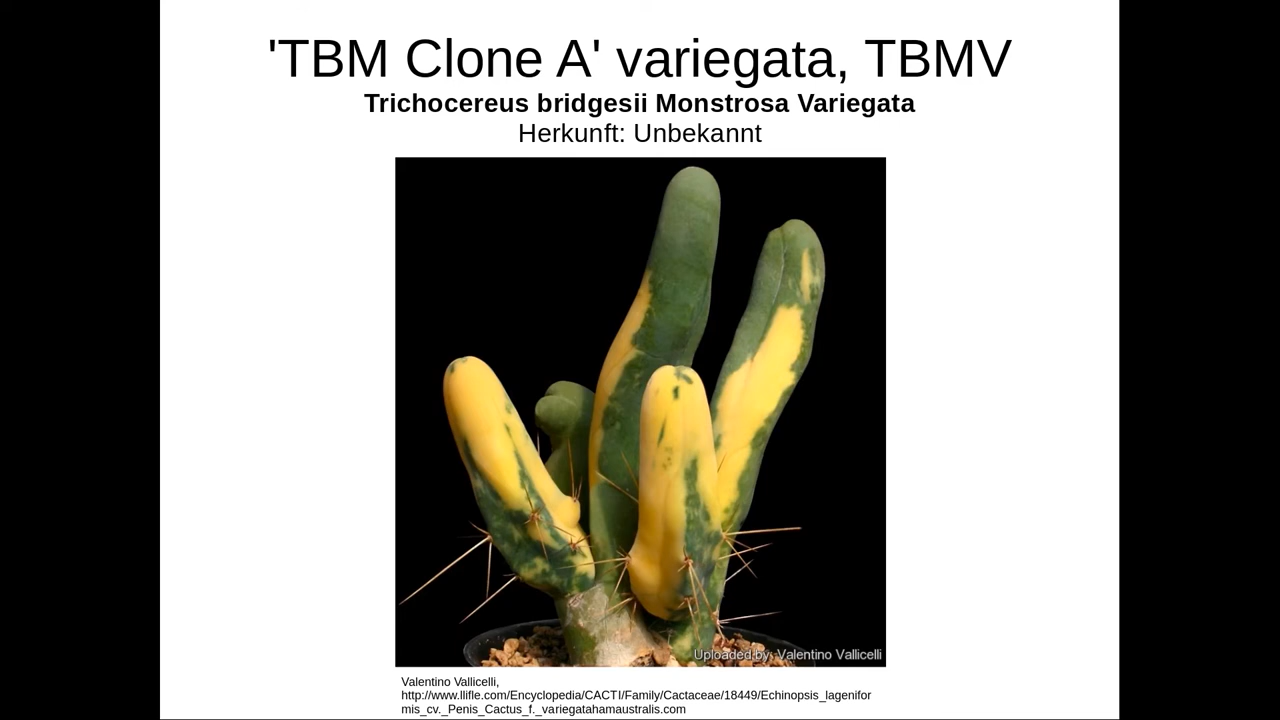 'TBM Clone A' variegata, TBMV
Trichocereus bridgesii Monstrosa Variegata
Herkunft: Unbekannt
Uploaded by: Valentino Vallicelli
Valentino Vallicelli,
http://www.llifle.com/Encyclopedia/CACTI/Family/Cactaceae/18449/Echinopsis_lagenifor
mis_cv._Penis_Cactus_f._variegatahamaustralis.com